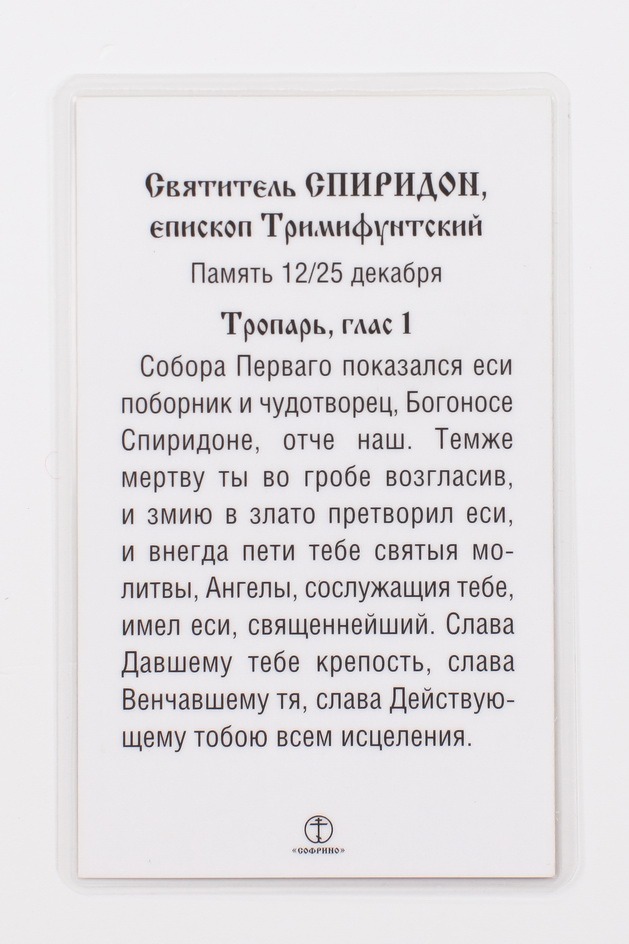 Святитель СПИРИДОН,
епископ Тримифунтский
Память 12/25 декабря
Тропарь, глас 1
Собора Перваго показался еси
поборник и чудотворец, Богоносе
Спиридоне, отче наш. Темже
мертву ты во гробе возгласив,
и змию в злато претворил еси,
и внегда пети тебе святыя мо-
литвы, Ангелы, сослужащия тебе,
имел еси, священнейший. Слава
Давшему тебе крепость, слава
Венчавшему тя, слава Действую-
щему тобою всем исцеления.
«СОФРИНО»